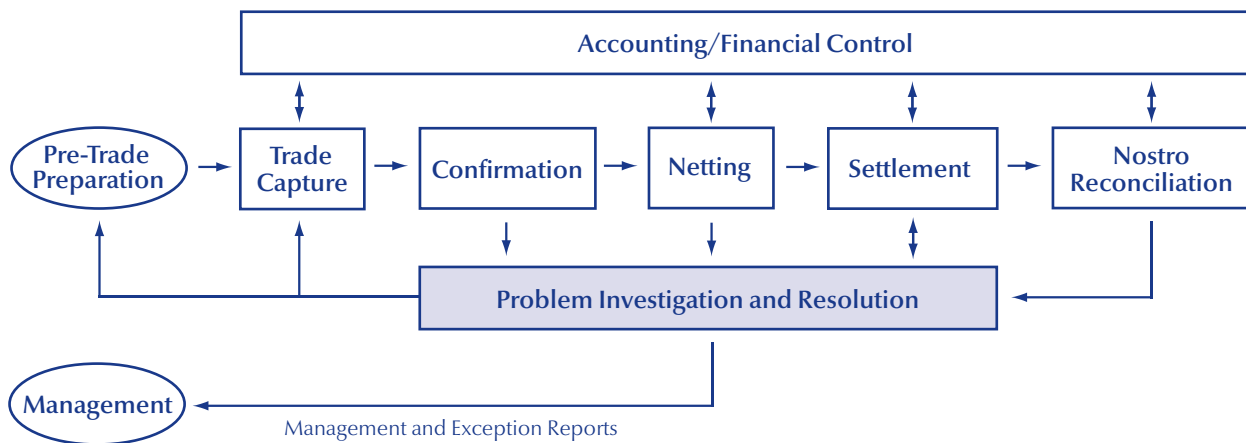 Accounting/Financial Control
Pre-Trade
Preparation
Trade
Capture
Confirmation
Netting
Settlement
Nostro
Reconciliation
Problem Investigation and Resolution
Management
Management and Exception Reports